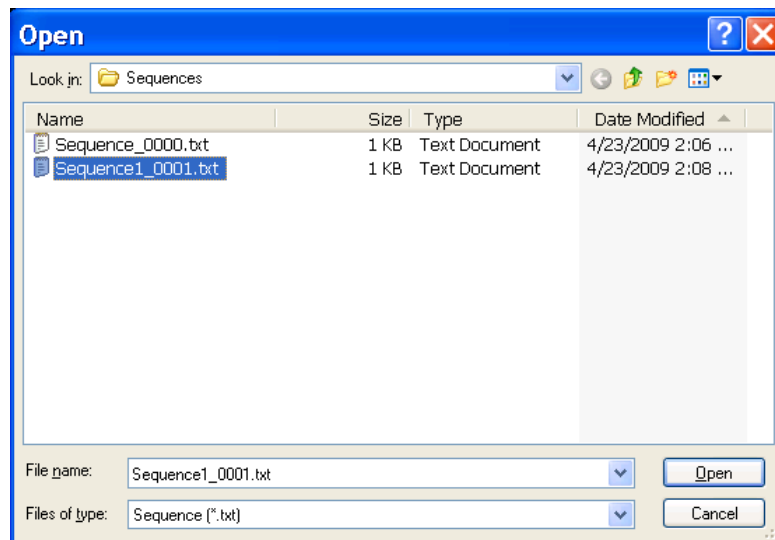 Open
Look in: Sequences
Name Size Type Date Modified
Sequence_0000.txt 1 KB Text Document 4/23/2009 2:06 ...
Sequence1_0001.txt 1 KB Text Document 4/23/2009 2:08 ...
File name: Sequence1_0001.txt Open
Files of type: Sequence (*.txt) Cancel